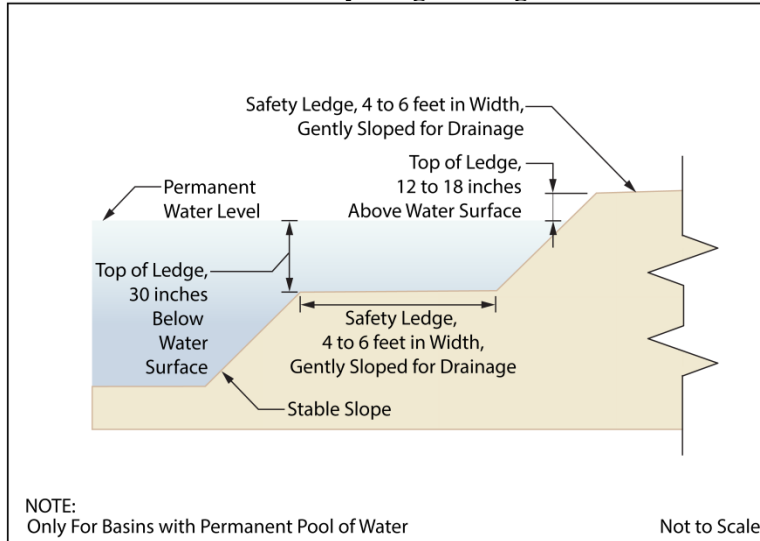 Safety Ledge, 4 to 6 feet in Width,
Gently Sloped for Drainage
Top of Ledge,
12 to 18 inches
Above Water Surface
Permanent
Water Level
Top of Ledge,
30 inches
Below
Water
Surface
Safety Ledge,
4 to 6 feet in Width,
Gently Sloped for Drainage
Stable Slope
NOTE:
Only For Basins with Permanent Pool of Water
Not to Scale